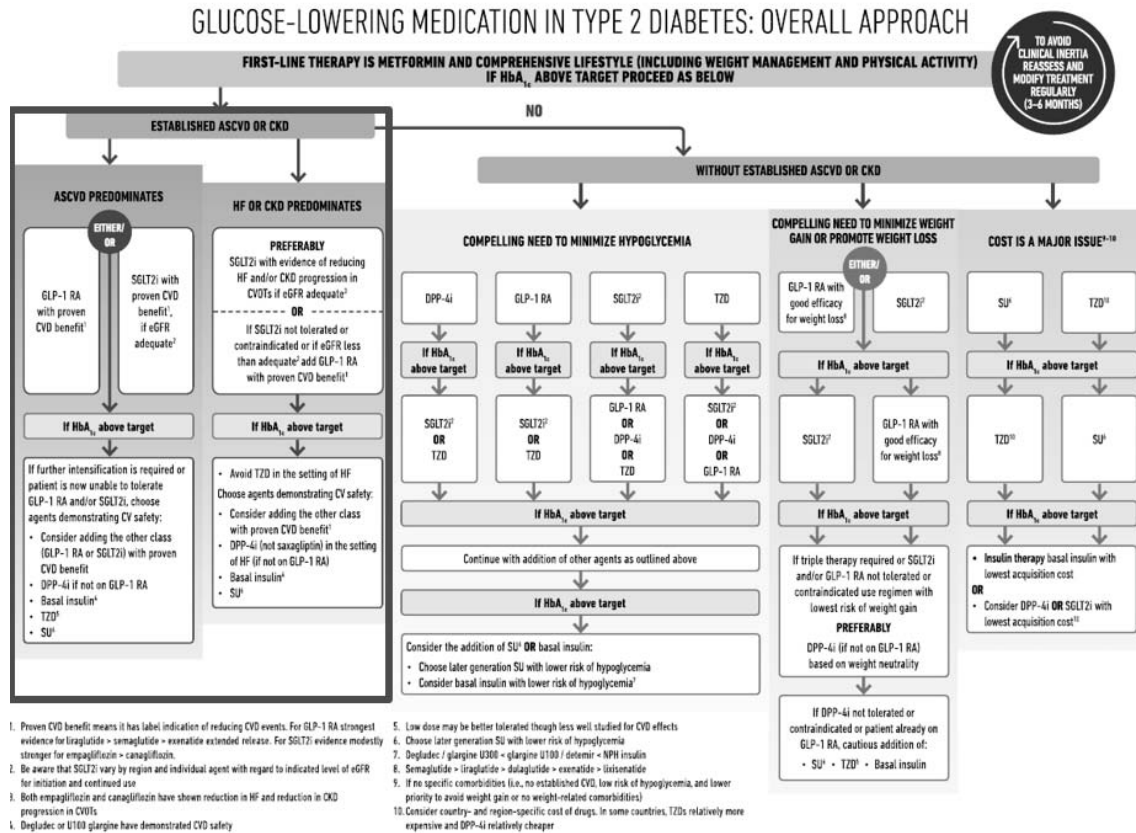 GLUCOSE-LOWERING MEDICATION IN TYPE 2 DIABETES: OVERALL APPROACH
TO AVOID
CLINICAL INERTIA
REASSESS AND
MODIFY TREATMENT
REGULARLY
(3–6 MONTHS)
FIRST-LINE THERAPY IS METFORMIN AND COMPREHENSIVE LIFESTYLE (INCLUDING WEIGHT MANAGEMENT AND PHYSICAL ACTIVITY)
IF HbA₁c ABOVE TARGET PROCEED AS BELOW
NO
ESTABLISHED ASCVD OR CKD
ASCVD PREDOMINATES
EITHER/
OR
GLP-1 RA
with proven
CVD benefit¹
SGLT2i with
proven CVD
benefit¹,
if eGFR
adequate²
If HbA₁c above target
If further intensification is required or
patient is now unable to tolerate
GLP-1 RA and/or SGLT2i, choose
agents demonstrating CV safety:
• Consider adding the other class
(GLP-1 RA or SGLT2i) with proven
CVD benefit
• DPP-4i if not on GLP-1 RA
• Basal insulin⁴
• TZD⁵
• SU⁶
HF OR CKD PREDOMINATES
PREFERABLY
SGLT2i with evidence of reducing
HF and/or CKD progression in
CVOTs if eGFR adequate³
OR
If SGLT2i not tolerated or
contraindicated or if eGFR less
than adequate² add GLP-1 RA
with proven CVD benefit¹
If HbA₁c above target
• Avoid TZD in the setting of HF
Choose agents demonstrating CV safety:
• Consider adding the other class
with proven CVD benefit¹
• DPP-4i (not saxagliptin) in the setting
of HF (if not on GLP-1 RA)
• Basal insulin⁴
• SU⁶
WITHOUT ESTABLISHED ASCVD OR CKD
COMPELLING NEED TO MINIMIZE HYPOGLYCEMIA
DPP-4i
GLP-1 RA
SGLT2i²
TZD
If HbA₁c
above target
If HbA₁c
above target
If HbA₁c
above target
If HbA₁c
above target
SGLT2i²
OR
TZD
SGLT2i²
OR
TZD
GLP-1 RA
OR
DPP-4i
OR
TZD
SGLT2i²
OR
DPP-4i
OR
GLP-1 RA
If HbA₁c above target
Continue with addition of other agents as outlined above
If HbA₁c above target
Consider the addition of SU⁶ OR basal insulin:
• Choose later generation SU with lower risk of hypoglycemia
• Consider basal insulin with lower risk of hypoglycemia⁷
COMPELLING NEED TO MINIMIZE WEIGHT
GAIN OR PROMOTE WEIGHT LOSS
EITHER/
OR
GLP-1 RA with
good efficacy
for weight loss⁸
SGLT2i²
If HbA₁c above target
SGLT2i²
GLP-1 RA with
good efficacy
for weight loss⁸
If HbA₁c above target
If triple therapy required or SGLT2i
and/or GLP-1 RA not tolerated or
contraindicated use regimen with
lowest risk of weight gain
PREFERABLY
DPP-4i (if not on GLP-1 RA)
based on weight neutrality
If DPP-4i not tolerated or
contraindicated or patient already on
GLP-1 RA, cautious addition of:
• SU⁶ • TZD⁵ • Basal insulin
COST IS A MAJOR ISSUE⁹⁻¹⁰
SU⁶
TZD¹⁰
If HbA₁c above target
TZD¹⁰
SU⁶
If HbA₁c above target
• Insulin therapy basal insulin with
lowest acquisition cost
OR
• Consider DPP-4i OR SGLT2i with
lowest acquisition cost¹⁰
1. Proven CVD benefit means it has label indication of reducing CVD events. For GLP-1 RA strongest
evidence for liraglutide > semaglutide > exenatide extended release. For SGLT2i evidence modestly
stronger for empagliflozin > canagliflozin.
2. Be aware that SGLT2i vary by region and individual agent with regard to indicated level of eGFR
for initiation and continued use
3. Both empagliflozin and canagliflozin have shown reduction in HF and reduction in CKD
progression in CVOTs
4. Degludec or U100 glargine have demonstrated CVD safety
5. Low dose may be better tolerated though less well studied for CVD effects
6. Choose later generation SU with lower risk of hypoglycemia
7. Degludec / glargine U300 < glargine U100 / detemir < NPH insulin
8. Semaglutide > liraglutide > dulaglutide > exenatide > lixisenatide
9. If no specific comorbidities (i.e., no established CVD, low risk of hypoglycemia, and lower
priority to avoid weight gain or no weight-related comorbidities)
10. Consider country- and region-specific cost of drugs. In some countries, TZDs relatively more
expensive and DPP-4i relatively cheaper